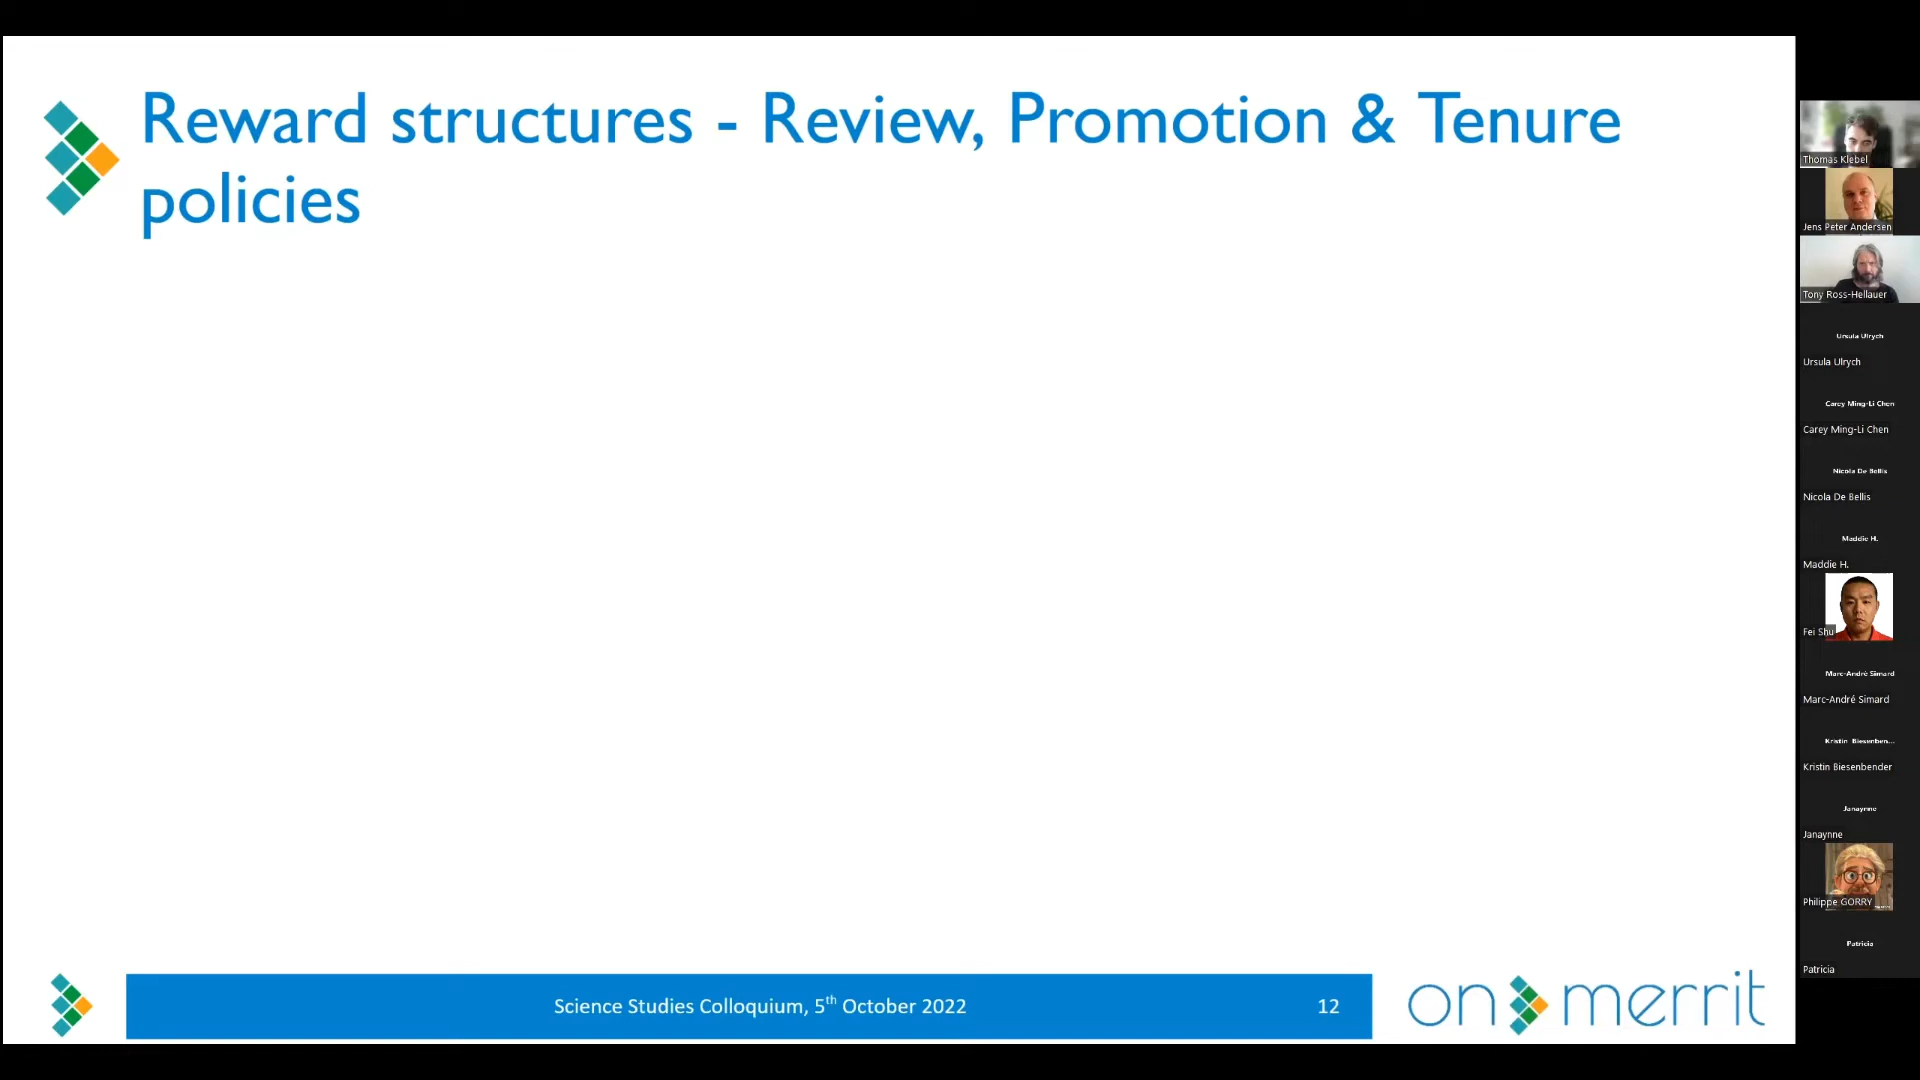 Reward structures - Review, Promotion & Tenure
policies
Science Studies Colloquium, 5th October 2022
12
on merrit
Thomas Klebel
Jens Peter Andersen
Tony Ross-Hellauer
Ursula Ulrych
Ursula Ulrych
Carey Ming-Li Chen
Carey Ming-Li Chen
Nicola De Bellis
Nicola De Bellis
Maddie H.
Maddie H.
Fei Shu
Marc-André Simard
Marc-André Simard
Kristin Biesenben...
Kristin Biesenbender
Janaynne
Janaynne
Philippe GORRY
Patricia
Patricia